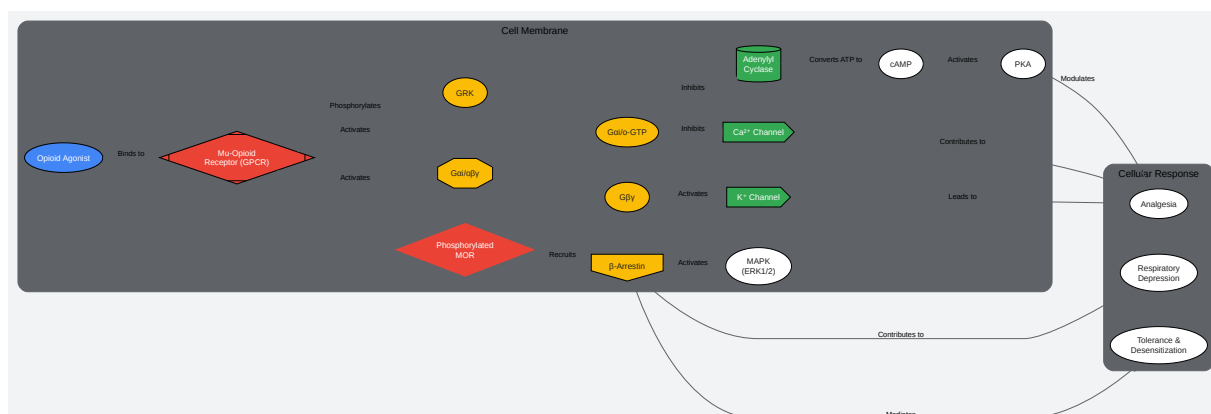 Cell Membrane
Adenylyl
Cyclase
Converts ATP to
cAMP
Activates
PKA
Modulates
GRK
Inhibits
Phosphorylates
Activates
Gαi/o-GTP
Inhibits
Ca²⁺ Channel
Opioid Agonist
Binds to
Mu-Opioid
Receptor (GPCR)
Contributes to
Activates
Gαi/oβγ
Cellular Response
Gβγ
Activates
K⁺ Channel
Leads to
Analgesia
Phosphorylated
MOR
Recruits
β-Arrestin
Activates
MAPK
(ERK1/2)
Respiratory
Depression
Contributes to
Tolerance &
Desensitization